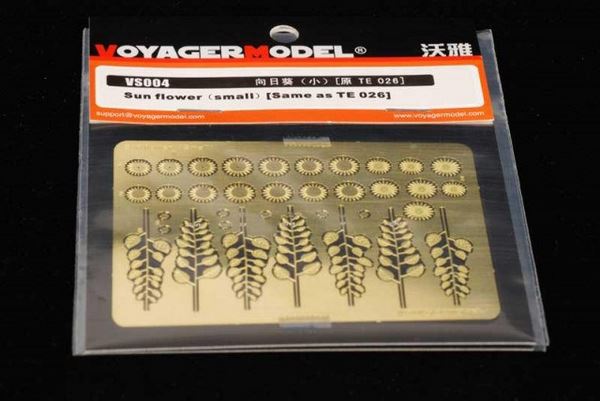 VOYAGERMODEL® 沃雅
VS004 向日葵（小）[原 TE 026]
Sun flower（small）[Same as TE 026]
support@voyagermodel.com www.voyagermodel.com